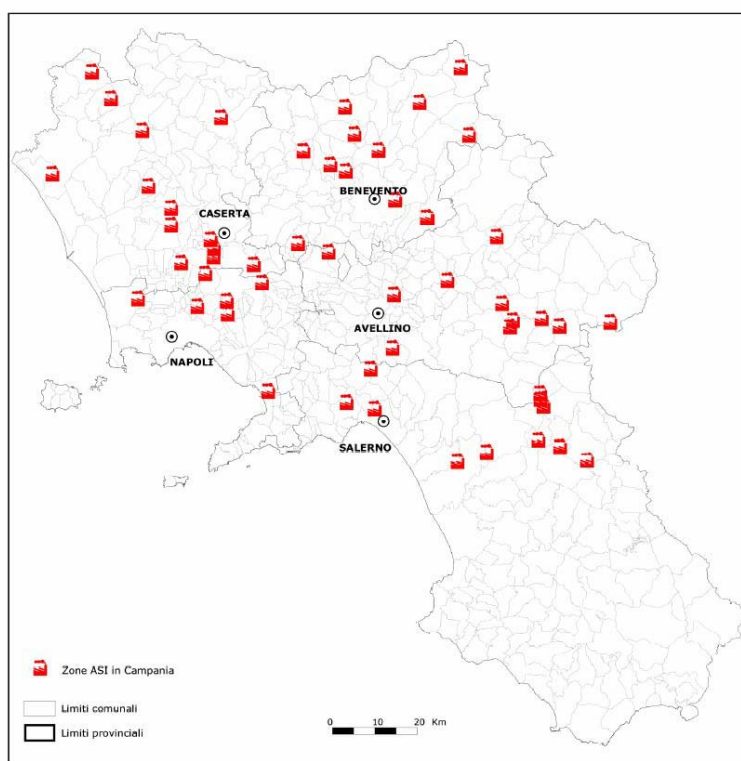 BENEVENTO
CASERTA
AVELLINO
NAPOLI
SALERNO
Zone ASI in Campania
Limiti comunali
Limiti provinciali
0 10 20 Km